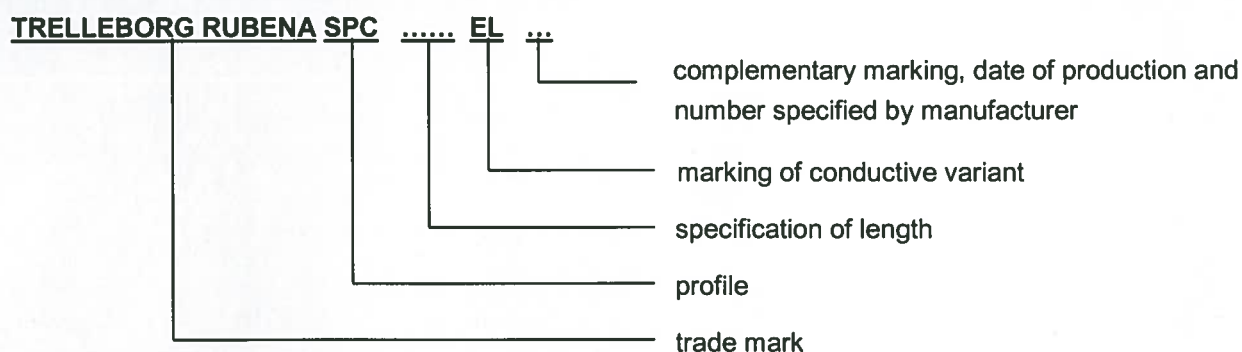 TRELLEBORG RUBENA SPC ...... EL ...
complementary marking, date of production and
number specified by manufacturer
marking of conductive variant
specification of length
profile
trade mark